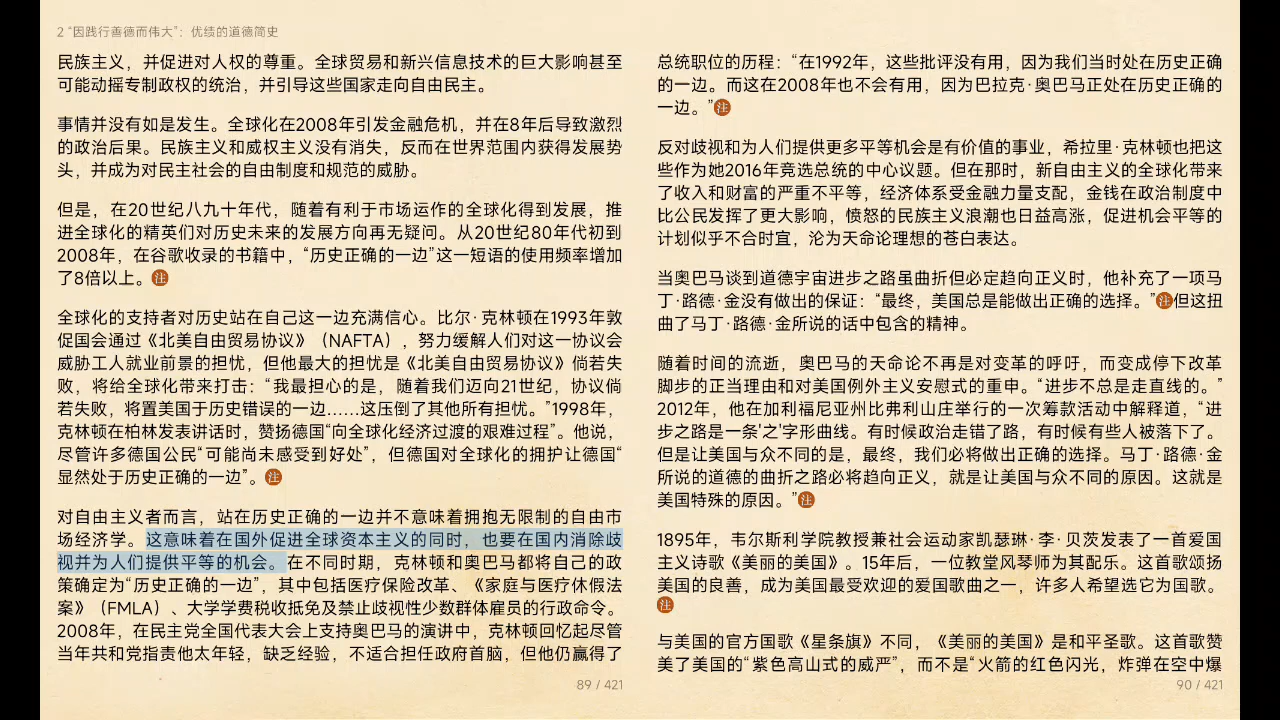 2 “因践行善德而伟大”：优绩的道德简史
民族主义，并促进对人权的尊重。全球贸易和新兴信息技术的巨大影响甚至
可能动摇专制政权的统治，并引导这些国家走向自由民主。
事情并没有如是发生。全球化在2008年引发金融危机，并在8年后导致激烈
的政治后果。民族主义和威权主义没有消失，反而在世界范围内获得发展势
头，并成为对民主社会的自由制度和规范的威胁。
但是，在20世纪八九十年代，随着有利于市场运作的全球化得到发展，推
进全球化的精英们对历史未来的发展方向再无疑问。从20世纪80年代初到
2008年，在谷歌收录的书籍中，“历史正确的一边”这一短语的使用频率增加
了8倍以上。注
全球化的支持者对历史站在自己这一边充满信心。比尔·克林顿在1993年敦
促国会通过《北美自由贸易协议》（NAFTA），努力缓解人们对这一协议会
威胁工人就业前景的担忧，但他最大的担忧是《北美自由贸易协议》倘若失
败，将给全球化带来打击：“我最担心的是，随着我们迈向21世纪，协议倘
若失败，将置美国于历史错误的一边……这压倒了其他所有担忧。”1998年，
克林顿在柏林发表讲话时，赞扬德国“向全球化经济过渡的艰难过程”。他说，
尽管许多德国公民“可能尚未感受到好处”，但德国对全球化的拥护让德国“
显然处于历史正确的一边”。注
对自由主义者而言，站在历史正确的一边并不意味着拥抱无限制的自由市
场经济学。这意味着在国外促进全球资本主义的同时，也要在国内消除歧
视并为人们提供平等的机会。在不同时期，克林顿和奥巴马都将自己的政
策确定为“历史正确的一边”，其中包括医疗保险改革、《家庭与医疗休假法
案》（FMLA）、大学学费税收抵免及禁止歧视性少数群体雇员的行政命令。
2008年，在民主党全国代表大会上支持奥巴马的演讲中，克林顿回忆起尽管
当年共和党指责他太年轻，缺乏经验，不适合担任政府首脑，但他仍赢得了
89 / 421
总统职位的历程：“在1992年，这些批评没有用，因为我们当时处在历史正确
的一边。而这在2008年也不会有用，因为巴拉克·奥巴马正处在历史正确的
一边。”注
反对歧视和为人们提供更多平等机会是有价值的事业，希拉里·克林顿也把这
些作为她2016年竞选总统的中心议题。但在那时，新自由主义的全球化带来
了收入和财富的严重不平等，经济体系受金融力量支配，金钱在政治制度中
比公民发挥了更大影响，愤怒的民族主义浪潮也日益高涨，促进机会平等的
计划似乎不合时宜，沦为天命论理想的苍白表达。
当奥巴马谈到道德宇宙进步之路虽曲折但必定趋向正义时，他补充了一项马
丁·路德·金没有做出的保证：“最终，美国总是能做出正确的选择。”注但这扭
曲了马丁·路德·金所说的话中包含的精神。
随着时间的流逝，奥巴马的天命论不再是对变革的呼吁，而变成停下改革
脚步的正当理由和对美国例外主义安慰式的重申。“进步不总是走直线的。”
2012年，他在加利福尼亚州比弗利山庄举行的一次筹款活动中解释道，“进
步之路是一条‘之’字形曲线。有时候政治走错了路，有时候有些人被落下了。
但是让美国与众不同的是，最终，我们必将做出正确的选择。马丁·路德·金
所说的道德的曲折之路必将趋向正义，就是让美国与众不同的原因。这就是
美国特殊的原因。”注
1895年，韦尔斯利学院教授兼社会运动家凯瑟琳·李·贝茨发表了一首爱国
主义诗歌《美丽的美国》。15年后，一位教堂风琴师为其配乐。这首歌颂扬
美国的良善，成为美国最受欢迎的爱国歌曲之一，许多人希望选它为国歌。
注
与美国的官方国歌《星条旗》不同，《美丽的美国》是和平圣歌。这首歌赞
美了美国的“紫色高山式的威严”，而不是“火箭的红色闪光，炸弹在空中爆
90 / 421